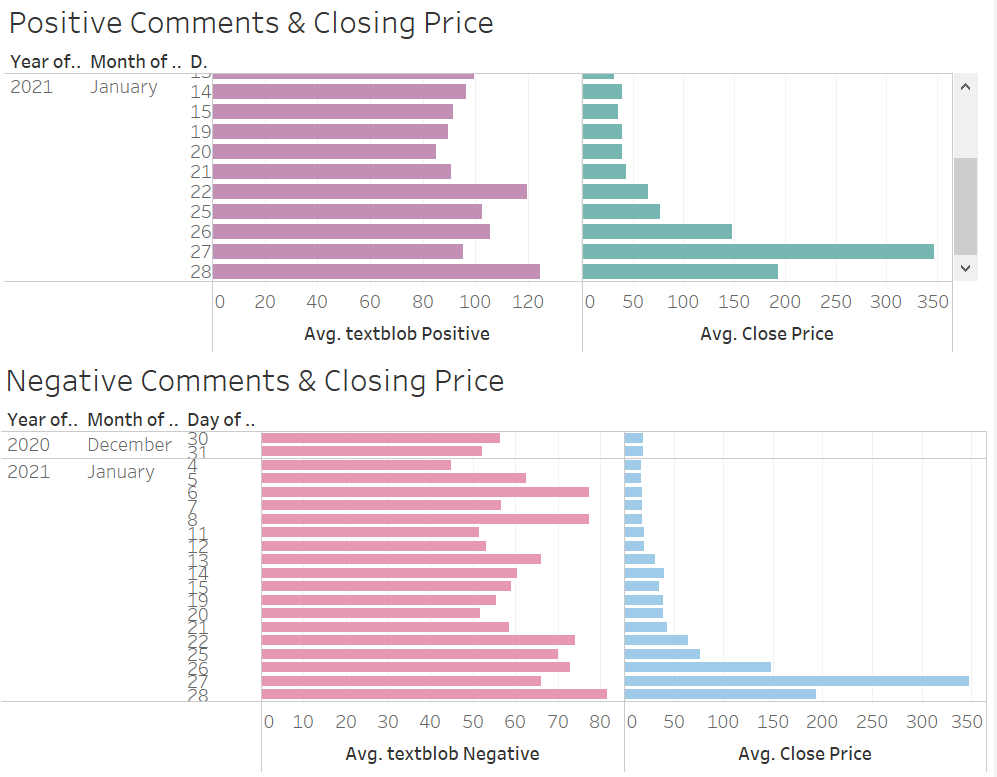 Positive Comments & Closing Price
Year of.. Month of .. D.
13
2021 January 14
15
19
20
21
22
25
26
27
28
0 20 40 60 80 100 120 0 50 100 150 200 250 300 350
Avg. textblob Positive Avg. Close Price
Negative Comments & Closing Price
Year of.. Month of .. Day of ..
2020 December 30
31
2021 January 4
5
6
7
8
11
12
13
14
15
19
20
21
22
25
26
27
28
0 10 20 30 40 50 60 70 80 0 50 100 150 200 250 300 350
Avg. textblob Negative Avg. Close Price